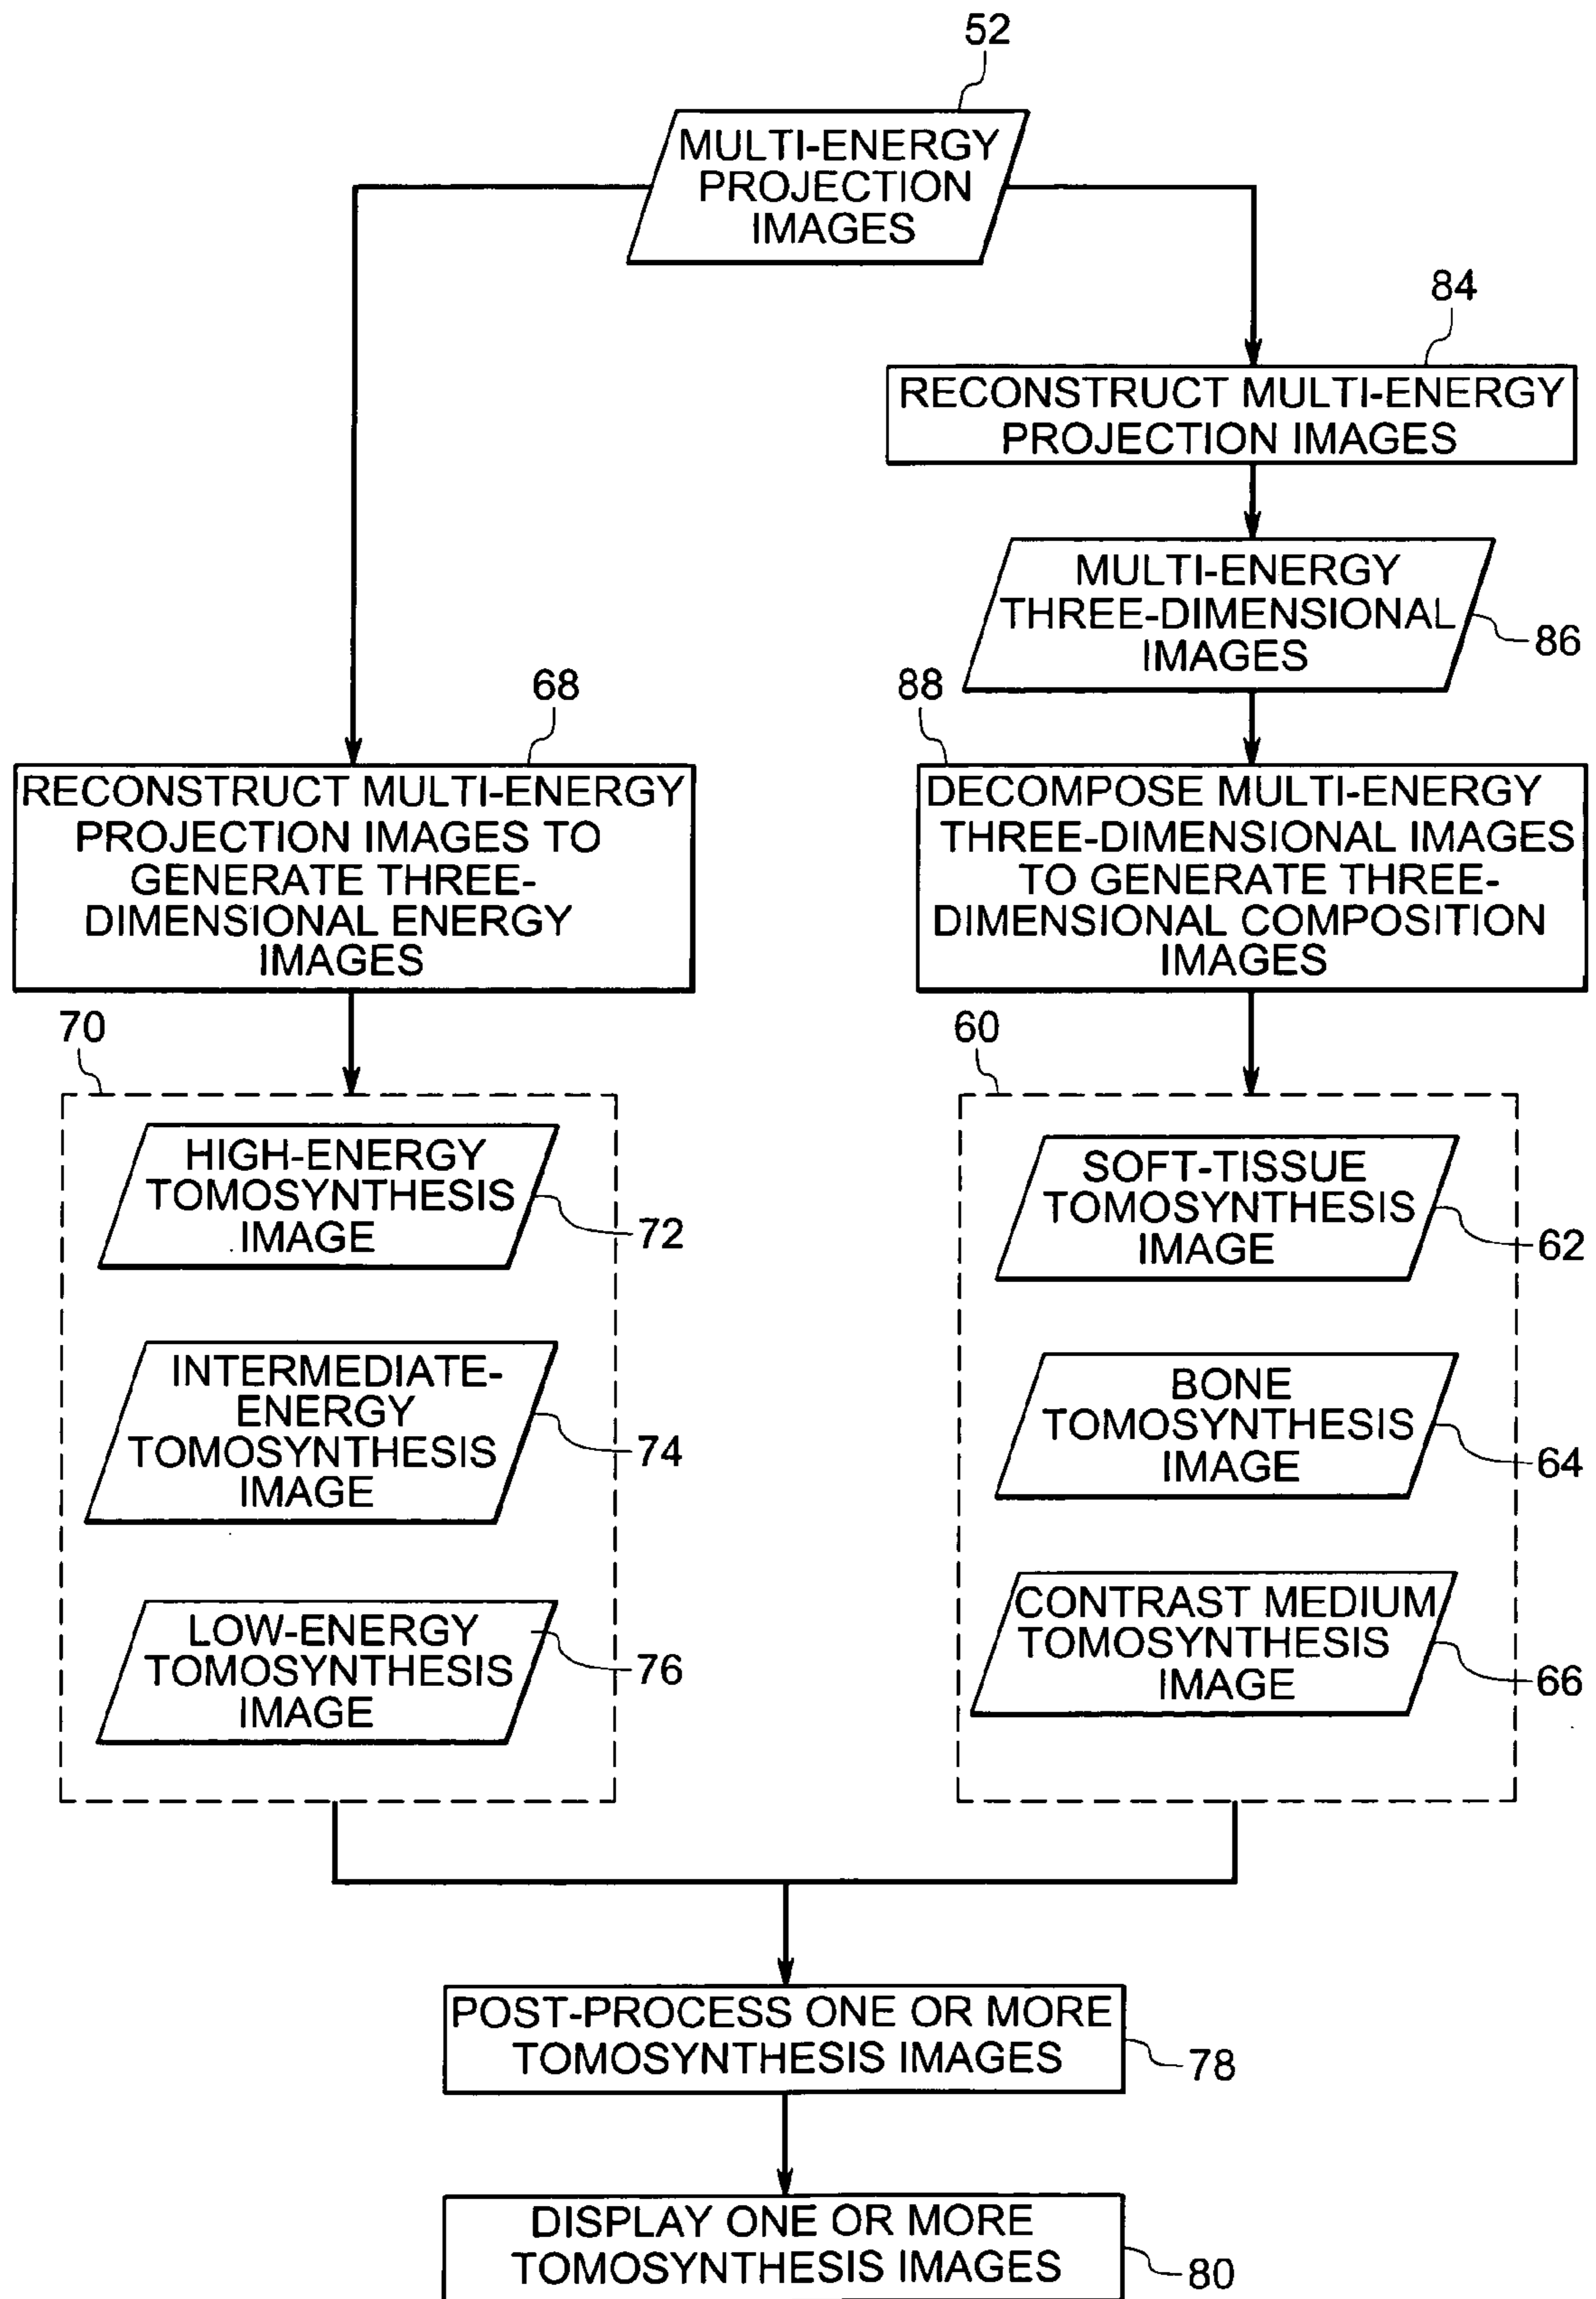 52
MULTI-ENERGY
PROJECTION
IMAGES
84
RECONSTRUCT MULTI-ENERGY
PROJECTION IMAGES
MULTI-ENERGY
THREE-DIMENSIONAL
IMAGES
86
68
RECONSTRUCT MULTI-ENERGY
PROJECTION IMAGES TO
GENERATE THREE-
DIMENSIONAL ENERGY
IMAGES
88
DECOMPOSE MULTI-ENERGY
THREE-DIMENSIONAL IMAGES
TO GENERATE THREE-
DIMENSIONAL COMPOSITION
IMAGES
70
HIGH-ENERGY
TOMOSYNTHESIS
IMAGE
72
INTERMEDIATE-
ENERGY
TOMOSYNTHESIS
IMAGE
74
LOW-ENERGY
TOMOSYNTHESIS
IMAGE
76
60
SOFT-TISSUE
TOMOSYNTHESIS
IMAGE
62
BONE
TOMOSYNTHESIS
IMAGE
64
CONTRAST MEDIUM
TOMOSYNTHESIS
IMAGE
66
POST-PROCESS ONE OR MORE
TOMOSYNTHESIS IMAGES
78
DISPLAY ONE OR MORE
TOMOSYNTHESIS IMAGES
80